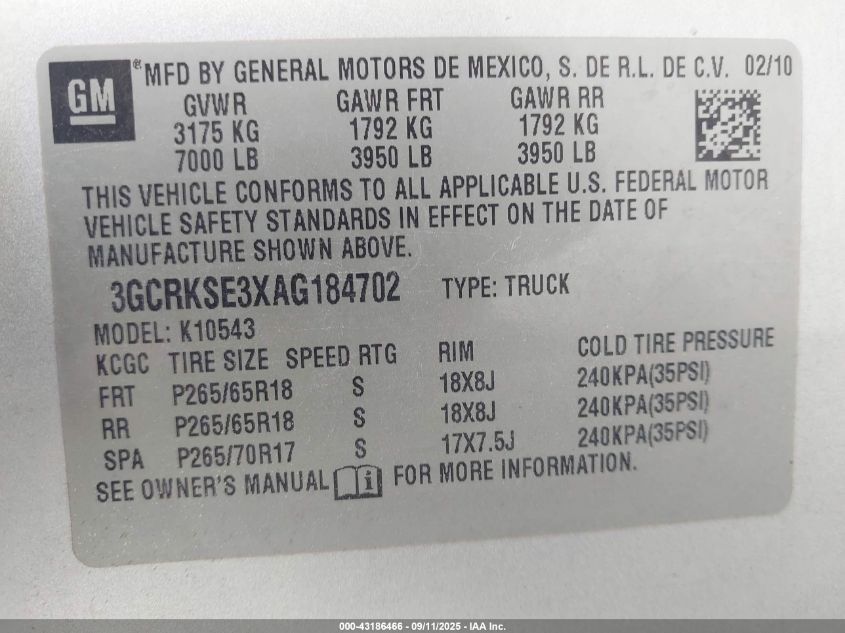 GM
® MFD BY GENERAL MOTORS DE MEXICO, S. DE R.L. DE C.V. 02/10
GVWR GAWR FRT GAWR RR
3175 KG 1792 KG 1792 KG
7000 LB 3950 LB 3950 LB
THIS VEHICLE CONFORMS TO ALL APPLICABLE U.S. FEDERAL MOTOR
VEHICLE SAFETY STANDARDS IN EFFECT ON THE DATE OF
MANUFACTURE SHOWN ABOVE.
3GCRKSE3XAG184702 TYPE: TRUCK
MODEL: K10543
KCGC TIRE SIZE SPEED RTG RIM COLD TIRE PRESSURE
FRT P265/65R18 S 18X8J 240KPA(35PSI)
RR P265/65R18 S 18X8J 240KPA(35PSI)
SPA P265/70R17 S 17X7.5J 240KPA(35PSI)
SEE OWNER'S MANUAL i FOR MORE INFORMATION.
000-43186466 - 09/11/2025 - IAA Inc.